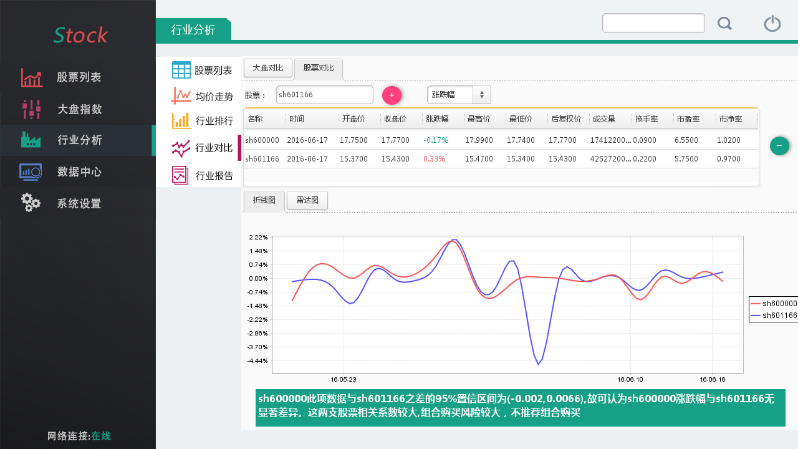 Stock
行业分析
股票列表
大盘指数
行业分析
数据中心
系统设置
网络连接:在线
股票列表
均价走势
行业排行
行业对比
行业报告
大盘对比 股票对比
股票： sh601166 + 涨跌幅
名称 时间 开盘价 收盘价 涨跌幅 最高价 最低价 后复权价 成交量 换手率 市盈率 市净率
sh600000 2016-06-17 17.7500 17.7700 -0.17% 17.9900 17.7400 17.7700 17412200... 0.0900 6.5500 1.0200
sh601166 2016-06-17 15.3700 15.4300 0.33% 15.4700 15.3400 15.4300 42527200... 0.2200 5.7500 0.9700
折线图 雷达图
2.22%
1.48%
0.74%
0.00%
-0.74%
-1.48%
-2.22%
-2.96%
-3.70%
-4.44%
16-05-23 16-06-10 16-06-16
sh600000
sh601166
sh600000此项数据与sh601166之差的95%置信区间为(-0.002,0.0066),故可认为sh600000涨跌幅与sh601166无
显著差异。这两支股票相关系数较大,组合购买风险较大，不推荐组合购买